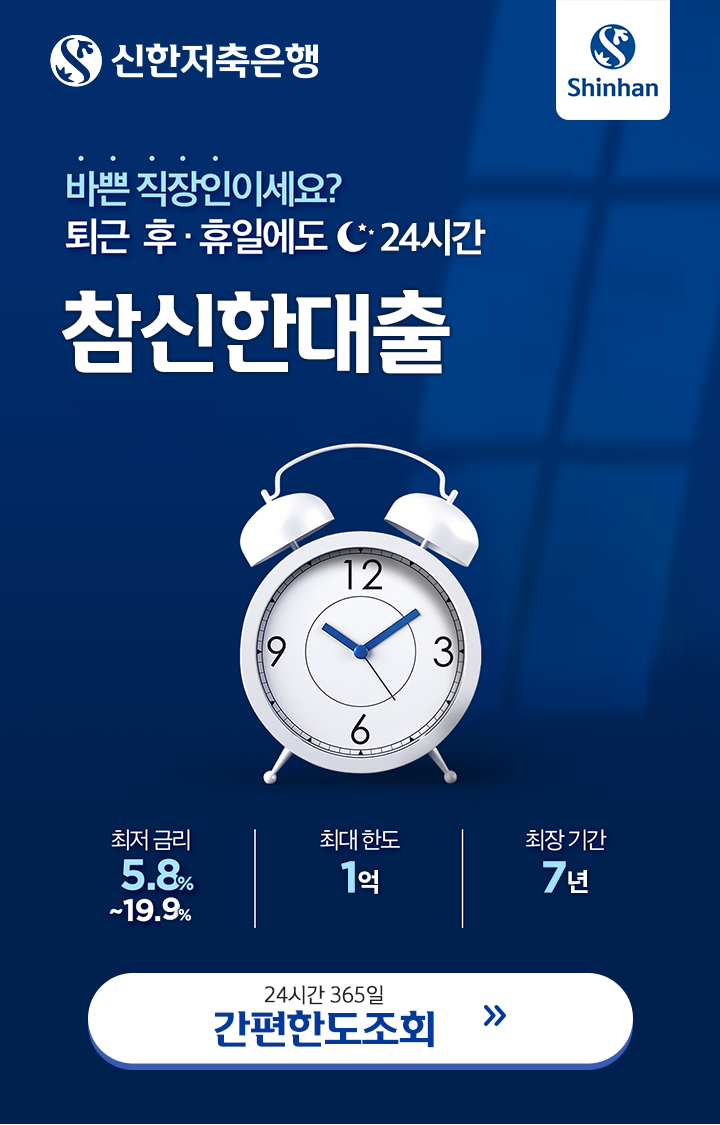 신한저축은행
Shinhan
바쁜 직장인이세요?
퇴근 후 · 휴일에도 24시간
참신한대출
12
9
3
6
최저 금리
5.8%
~19.9%
최대 한도
1억
최장 기간
7년
24시간 365일
간편한도조회 »